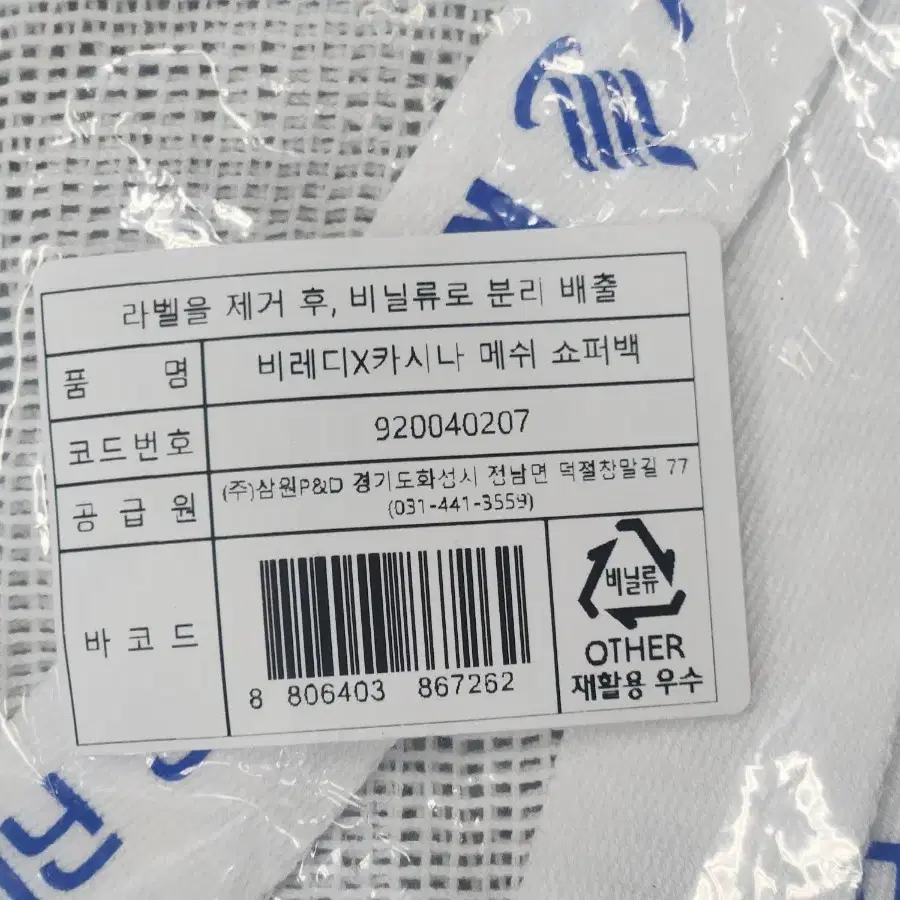 라벨을 제거 후, 비닐류로 분리 배출
품 명
비레디X카시나 메쉬 쇼퍼백
코드번호
920040207
공 급 원
(주)삼원P&D 경기도화성시 전남면 덕절창말길 77
(031-441-3559)
바 코 드
8 806403 867262
비닐류
OTHER
재활용 우수